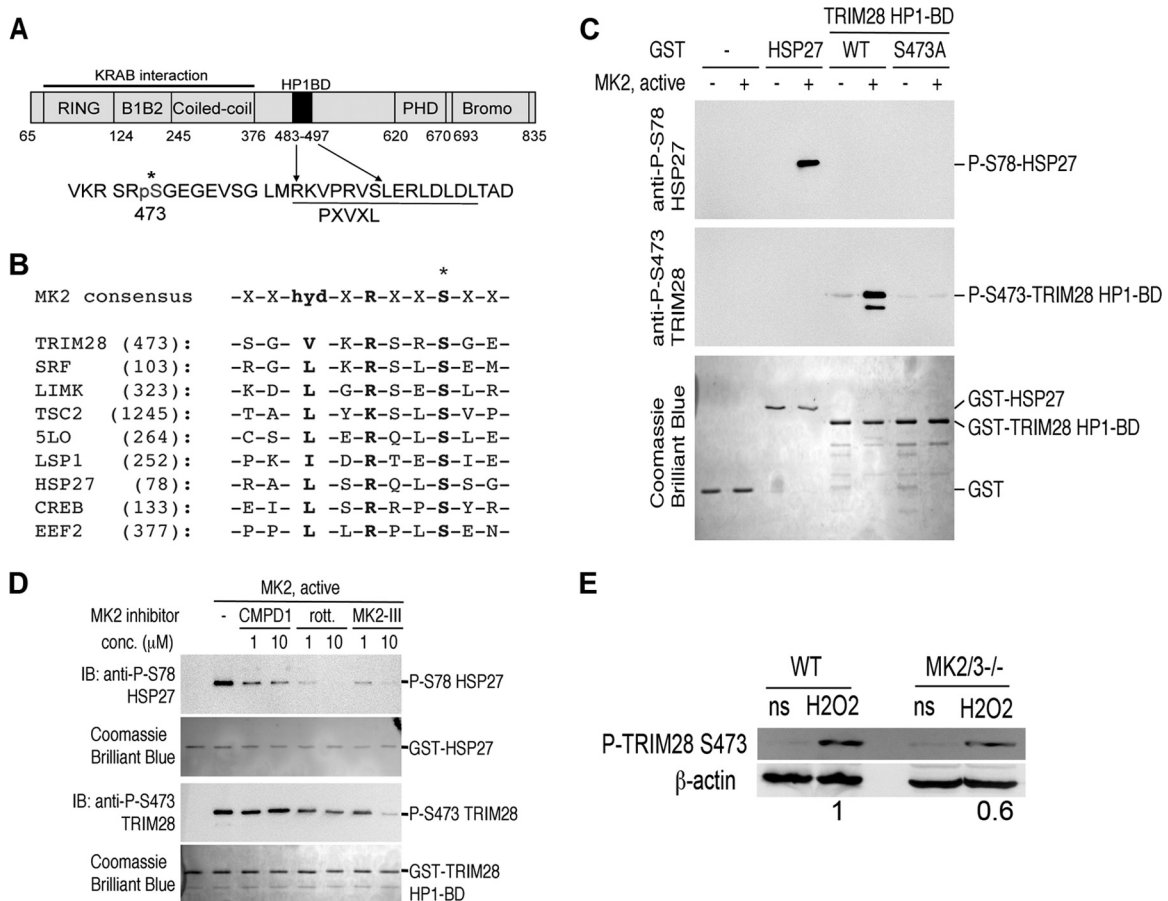 A
KRAB interaction
HP1BD
RING B1B2 Coiled-coil PHD Bromo
65 124 245 376 483-497 620 670 693 835
*
VKR SRpSGEGEVSG LMRKVPRVSLERLDLDLTAD
473 PXVXL
B
*
MK2 consensus -X-X-hyd-X-R-X-X-S-X-X-
TRIM28 (473): -S-G- V -K-R-S-R-S-G-E-
SRF (103): -R-G- L -K-R-S-L-S-E-M-
LIMK (323): -K-D- L -G-R-S-E-S-L-R-
TSC2 (1245): -T-A- L -Y-K-S-L-S-V-P-
5LO (264): -C-S- L -E-R-Q-L-S-L-E-
LSP1 (252): -P-K- I -D-R-T-E-S-I-E-
HSP27 (78): -R-A- L -S-R-Q-L-S-S-G-
CREB (133): -E-I- L -S-R-R-P-S-Y-R-
EEF2 (377): -P-P- L -L-R-P-L-S-E-N-
C
TRIM28 HP1-BD
GST - HSP27 WT S473A
MK2, active - + - + - + - +
anti-P-S78
HSP27
P-S78-HSP27
anti-P-S473
TRIM28
P-S473-TRIM28 HP1-BD
Coomassie
Brilliant Blue
GST-HSP27
GST-TRIM28 HP1-BD
GST
D
MK2, active
MK2 inhibitor - CMPD1 rott. MK2-III
conc. (μM) 1 10 1 10 1 10
IB: anti-P-S78
HSP27
P-S78 HSP27
Coomassie
Brilliant Blue
GST-HSP27
IB: anti-P-S473
TRIM28
P-S473 TRIM28
Coomassie
Brilliant Blue
GST-TRIM28
HP1-BD
E
WT MK2/3-/-
ns H2O2 ns H2O2
P-TRIM28 S473
β-actin
1 0.6